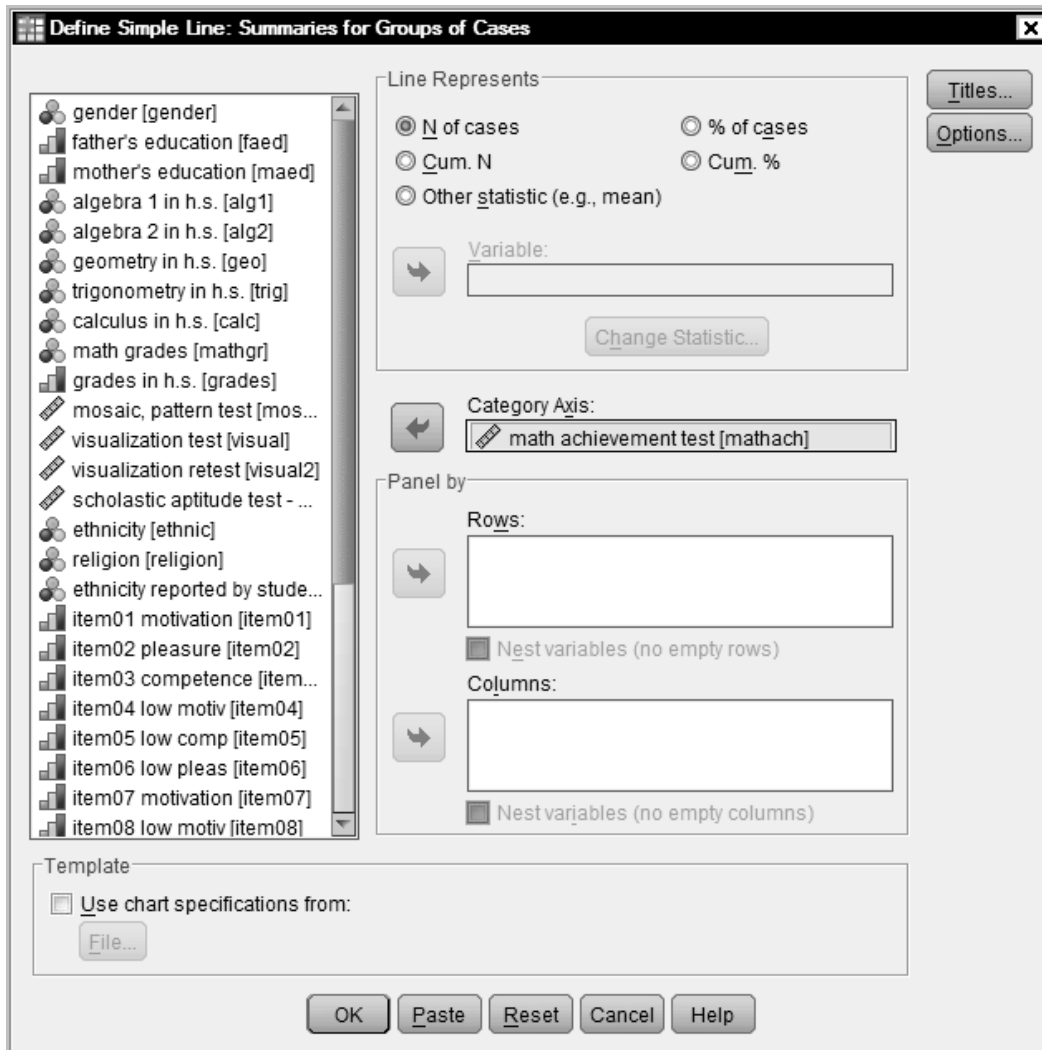 Define Simple Line: Summaries for Groups of Cases
gender [gender]
father's education [faed]
mother's education [maed]
algebra 1 in h.s. [alg1]
algebra 2 in h.s. [alg2]
geometry in h.s. [geo]
trigonometry in h.s. [trig]
calculus in h.s. [calc]
math grades [mathgr]
grades in h.s. [grades]
mosaic, pattern test [mos...
visualization test [visual]
visualization retest [visual2]
scholastic aptitude test - ...
ethnicity [ethnic]
religion [religion]
ethnicity reported by stude...
item01 motivation [item01]
item02 pleasure [item02]
item03 competence [item...
item04 low motiv [item04]
item05 low comp [item05]
item06 low pleas [item06]
item07 motivation [item07]
item08 low motiv [item08]
Line Represents
N of cases
% of cases
Cum. N
Cum. %
Other statistic (e.g., mean)
Variable:
Change Statistic...
Category Axis:
math achievement test [mathach]
Panel by
Rows:
Nest variables (no empty rows)
Columns:
Nest variables (no empty columns)
Titles...
Options...
Template
Use chart specifications from:
File...
OK
Paste
Reset
Cancel
Help